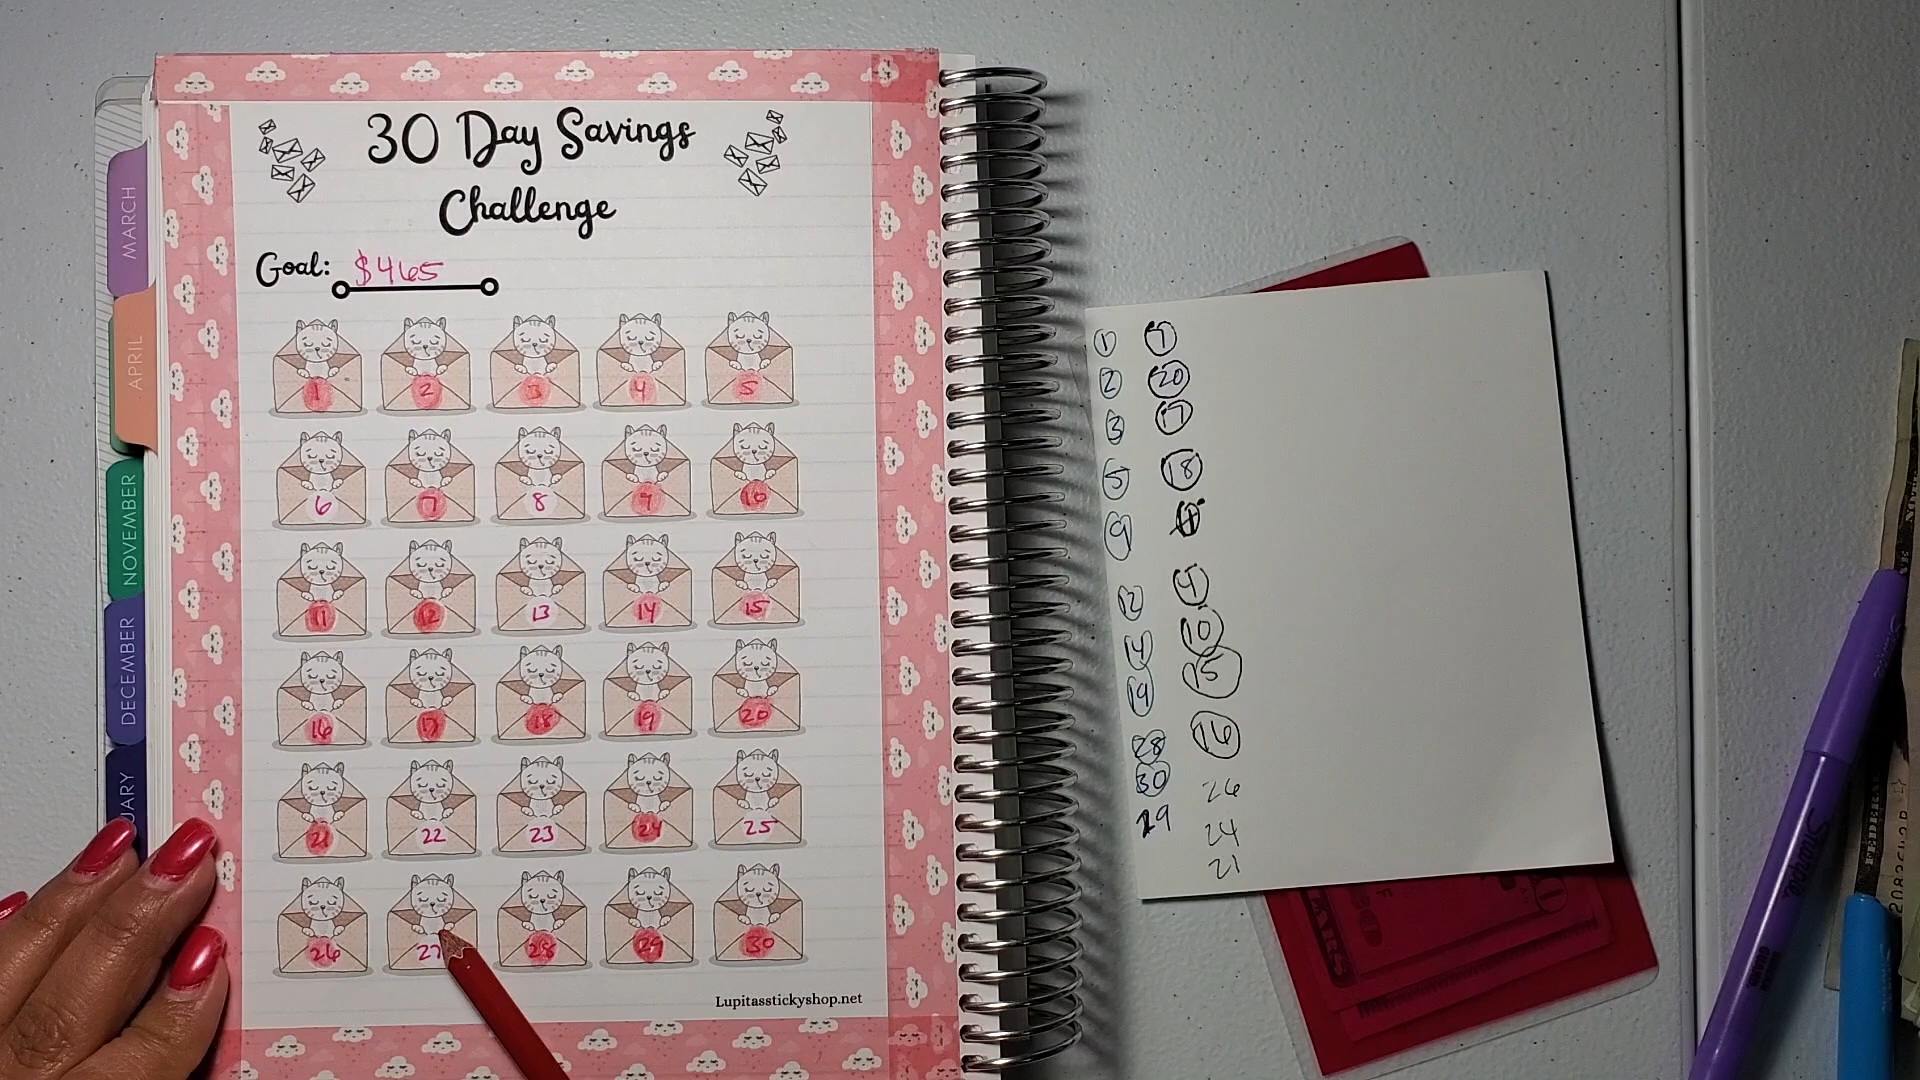 30 Day Savings
Challenge
Goal: $465
1 2 3 4 5
6 7 8 9 10
11 12 13 14 15
16 17 18 19 20
21 22 23 24 25
26 27 28 29 30
Lupitasstickyshop.net
MARCH
APRIL
NOVEMBER
DECEMBER
UARY
1 7
2 20
3 17
5 18
9
12 4
14 10
19 15
28 16
30 26
29 24
21
Sharpie